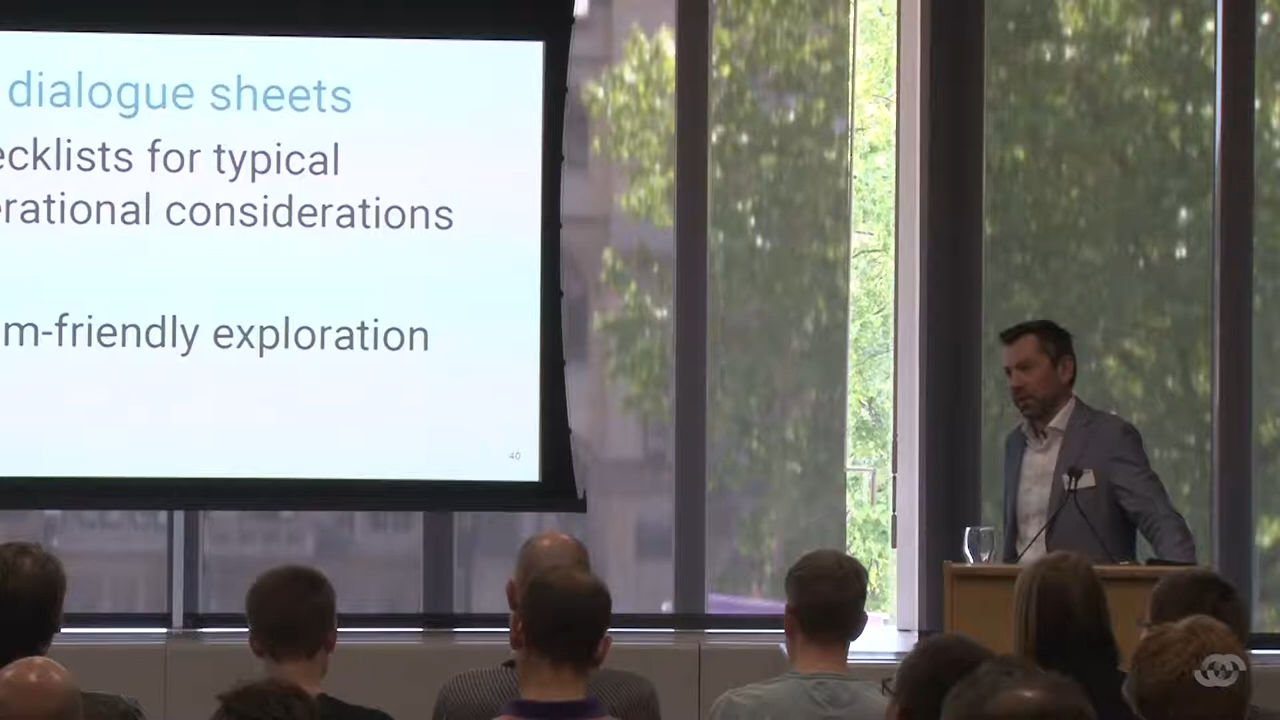 dialogue sheets
ecklists for typical
erational considerations
m-friendly exploration
40